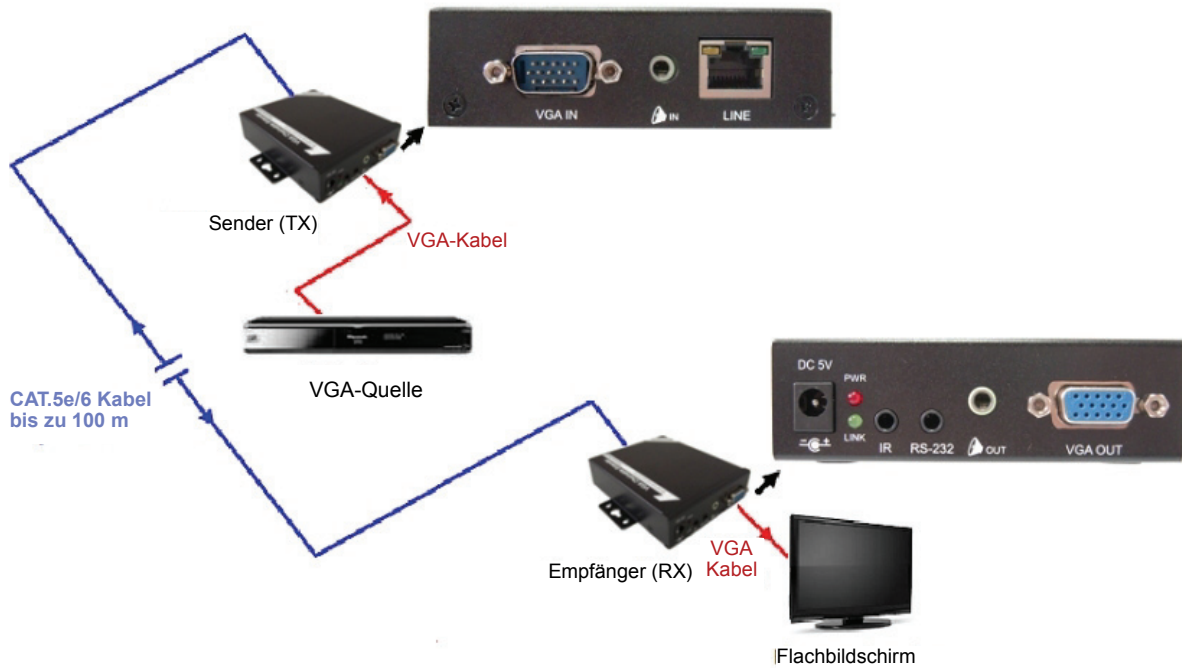 VGA IN
IN
LINE
Sender (TX)
VGA-Kabel
VGA-Quelle
CAT.5e/6 Kabel
bis zu 100 m
DC 5V
PWR
LINK
IR
RS-232
OUT
VGA OUT
Empfänger (RX)
VGA
Kabel
Flachbildschirm